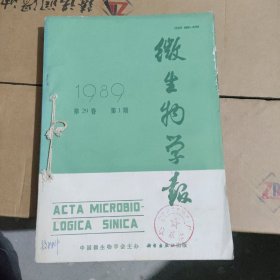 微生物学报
1989
第29卷 第1期
ACTA MICROBIO-
LOGICA SINICA
中国微生物学会主办 科学出版社出版